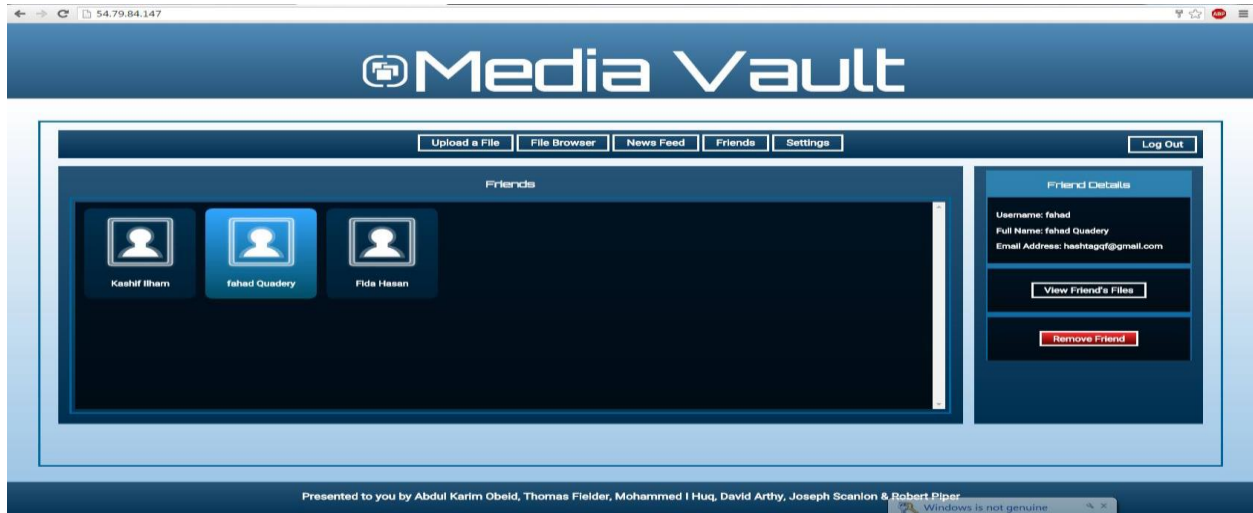 54.79.84.147
ABP
Media Vault
Upload a File File Browser News Feed Friends Settings Log Out
Friends
Kashif Ilham fahad Quadery Fida Hasan
Friend Details
Username: fahad
Full Name: fahad Quadery
Email Address: hashtagqf@gmail.com
View Friend's Files
Remove Friend
Presented to you by Abdul Karim Obeid, Thomas Fielder, Mohammed I Huq, David Arthy, Joseph Scanlon & Robert Piper
Windows is not genuine